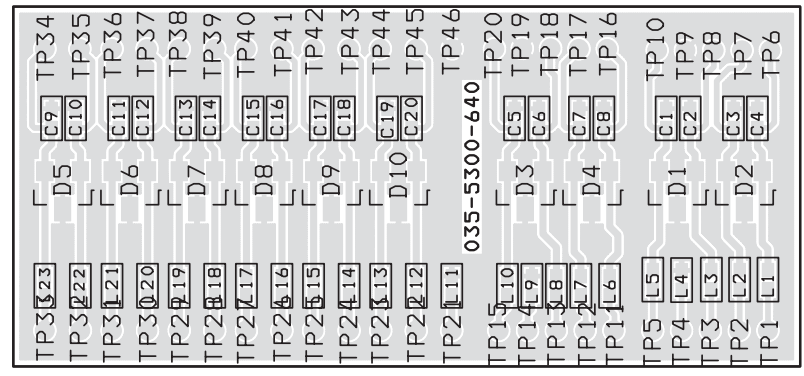 TP34 TP35 TP36 TP37 TP38 TP39 TP40 TP41 TP42 TP43 TP44 TP45 TP46 TP20 TP19 TP18 TP17 TP16 TP10 TP9 TP8 TP7 TP6
C9 C10 C11 C12 C13 C14 C15 C16 C17 C18 C19 C20 C5 C6 C7 C8 C1 C2 C3 C4
035-5300-640
D5 D6 D7 D8 D9 D10 D3 D4 D1 D2
L23 L22 L21 L20 L19 L18 L17 L16 L15 L14 L13 L12 L11 L10 L9 L8 L7 L6 L5 L4 L3 L2 L1
TP33 TP32 TP31 TP30 TP29 TP28 TP27 TP26 TP25 TP24 TP23 TP22 TP21 TP15 TP14 TP13 TP12 TP11 TP5 TP4 TP3 TP2 TP1